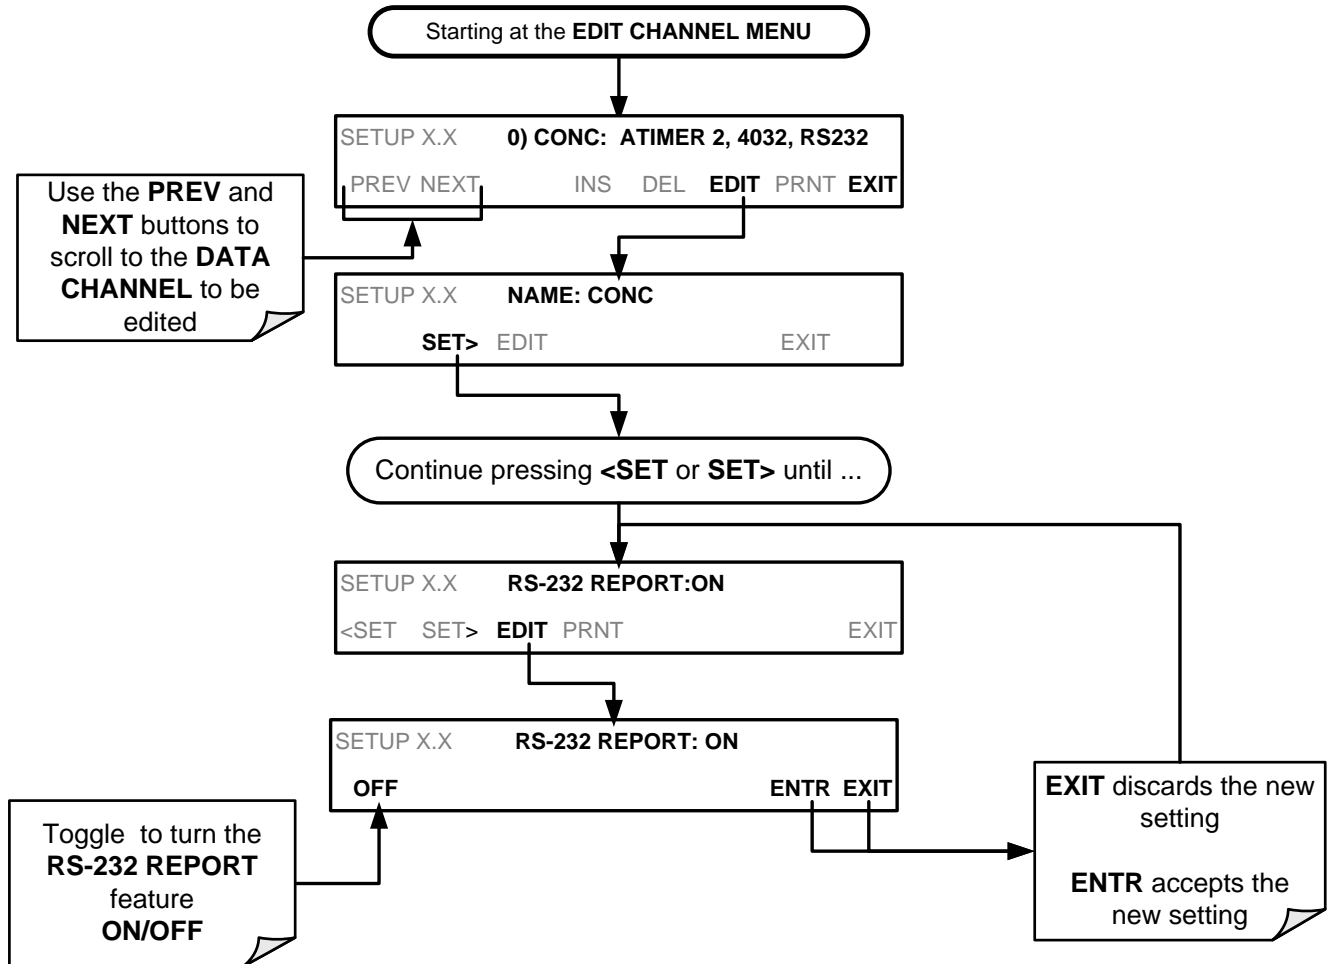 Starting at the EDIT CHANNEL MENU
SETUP X.X 0) CONC: ATIMER 2, 4032, RS232
PREV NEXT INS DEL EDIT PRNT EXIT
Use the PREV and
NEXT buttons to
scroll to the DATA
CHANNEL to be
edited
SETUP X.X NAME: CONC
SET> EDIT EXIT
Continue pressing <SET or SET> until ...
SETUP X.X RS-232 REPORT:ON
<SET SET> EDIT PRNT EXIT
SETUP X.X RS-232 REPORT: ON
OFF ENTR EXIT
Toggle to turn the
RS-232 REPORT
feature
ON/OFF
EXIT discards the new
setting
ENTR accepts the
new setting